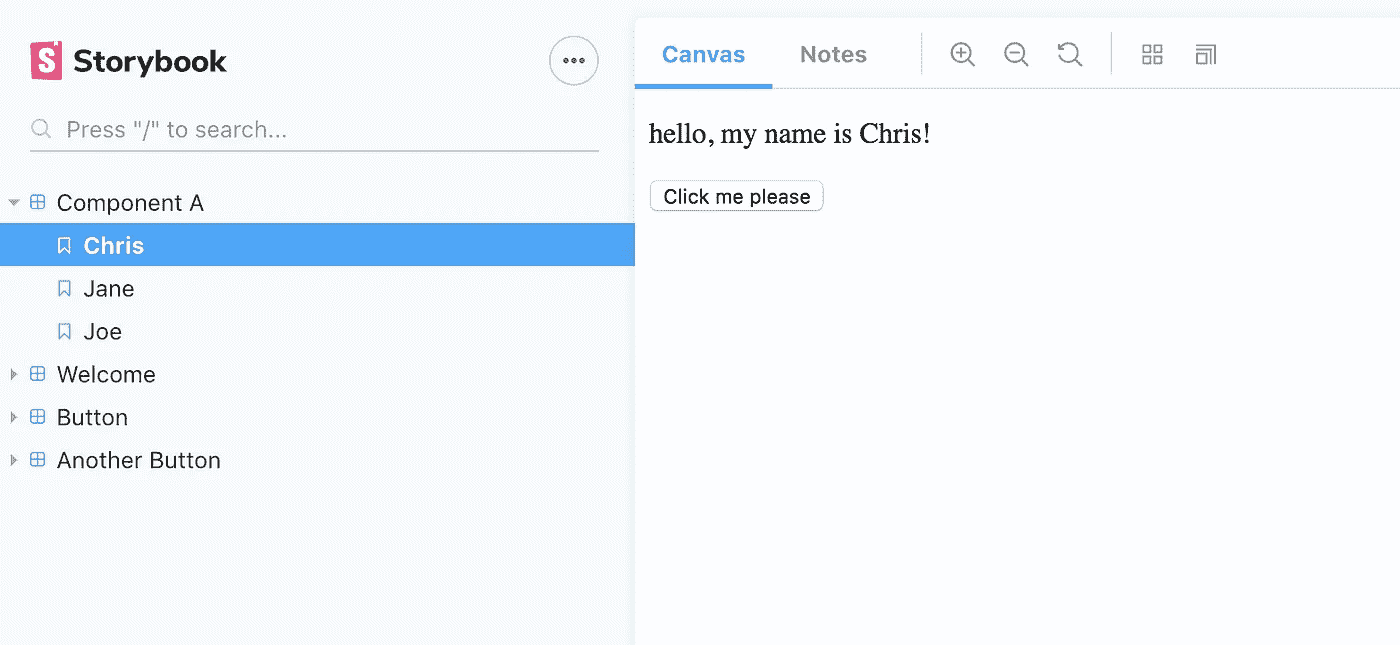 Storybook
Press "/" to search...
Component A
Chris
Jane
Joe
Welcome
Button
Another Button
Canvas Notes
hello, my name is Chris!
Click me please